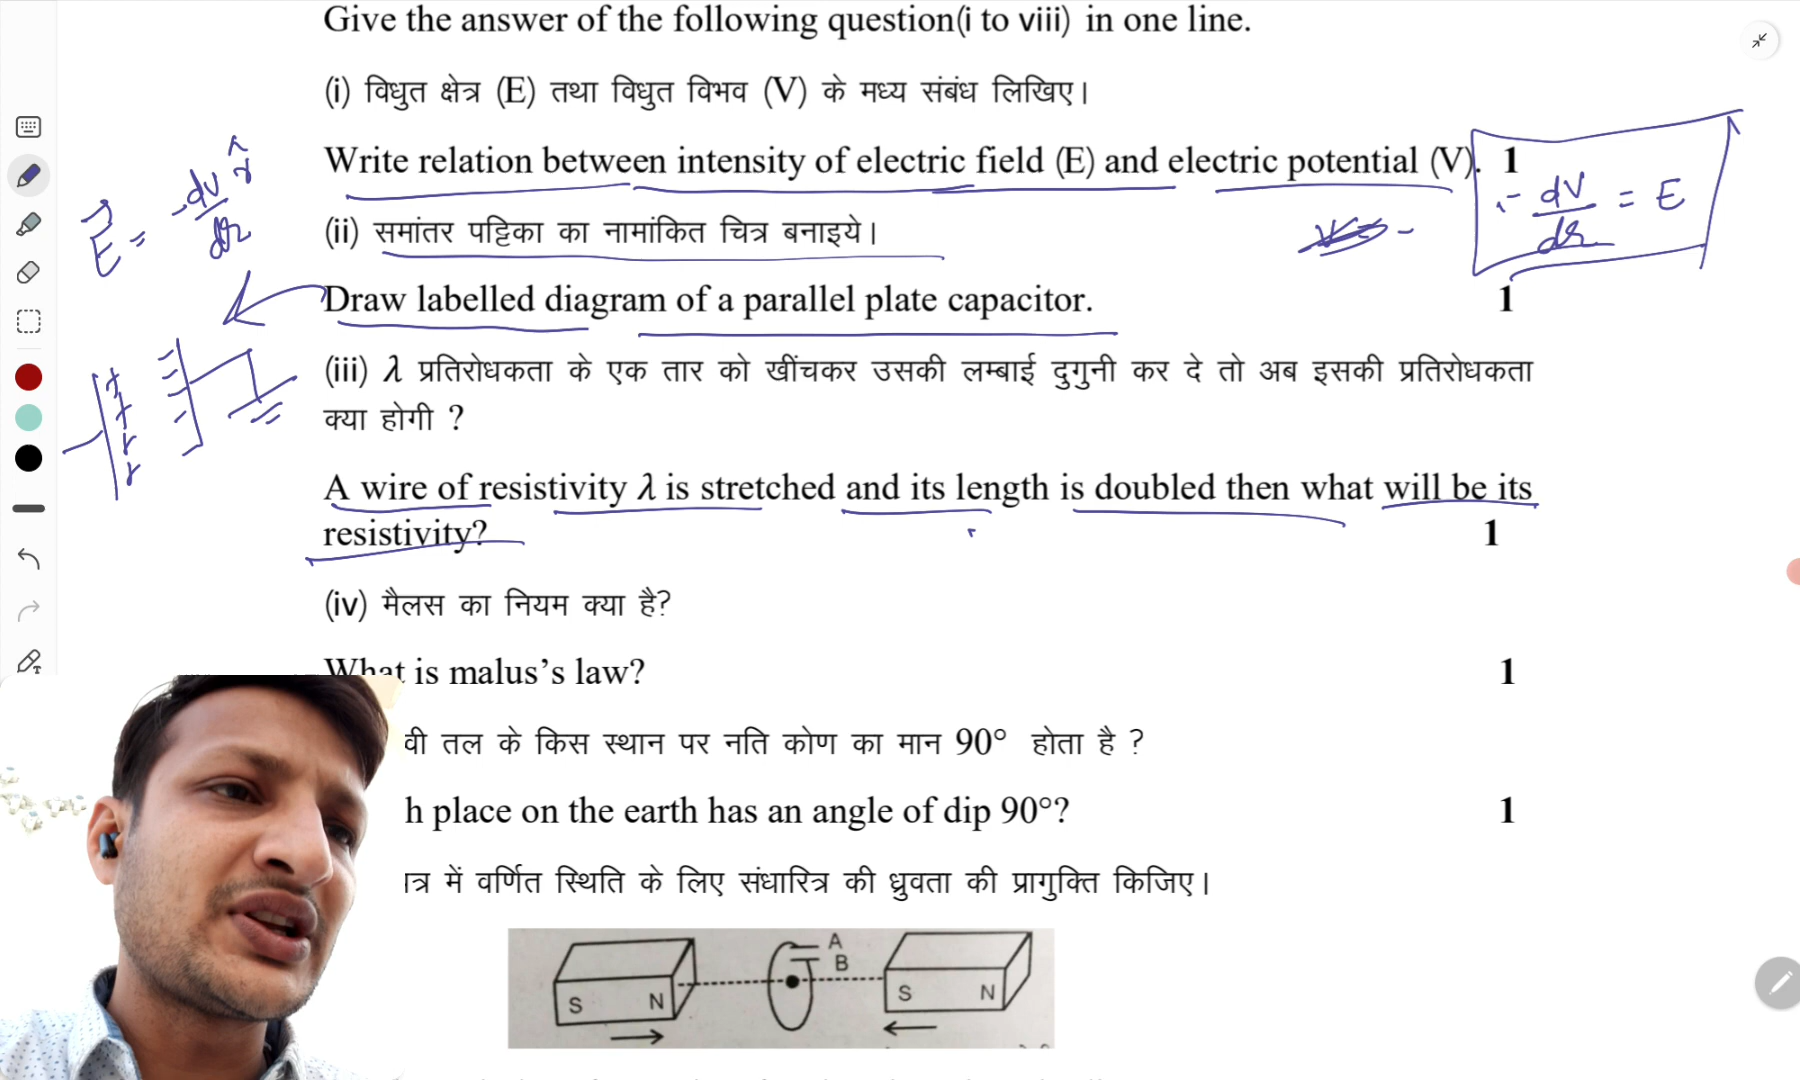 Give the answer of the following question(i to viii) in one line.
(i) विधुत क्षेत्र (E) तथा विधुत विभव (V) के मध्य संबंध लिखिए।
Write relation between intensity of electric field (E) and electric potential (V). 1
- dV/dr = E
E = -dv/dr r̂
(ii) समांतर पट्टिका का नामांकित चित्र बनाइये।
Draw labelled diagram of a parallel plate capacitor. 1
(iii) λ प्रतिरोधकता के एक तार को खींचकर उसकी लम्बाई दुगुनी कर दे तो अब इसकी प्रतिरोधकता
क्या होगी ?
A wire of resistivity λ is stretched and its length is doubled then what will be its
resistivity? 1
(iv) मैलस का नियम क्या है?
What is malus's law? 1
वी तल के किस स्थान पर नति कोण का मान 90° होता है ?
h place on the earth has an angle of dip 90°? 1
त्र में वर्णित स्थिति के लिए संधारित्र की ध्रुवता की प्रागुक्ति किजिए।
A
B
S N
S N